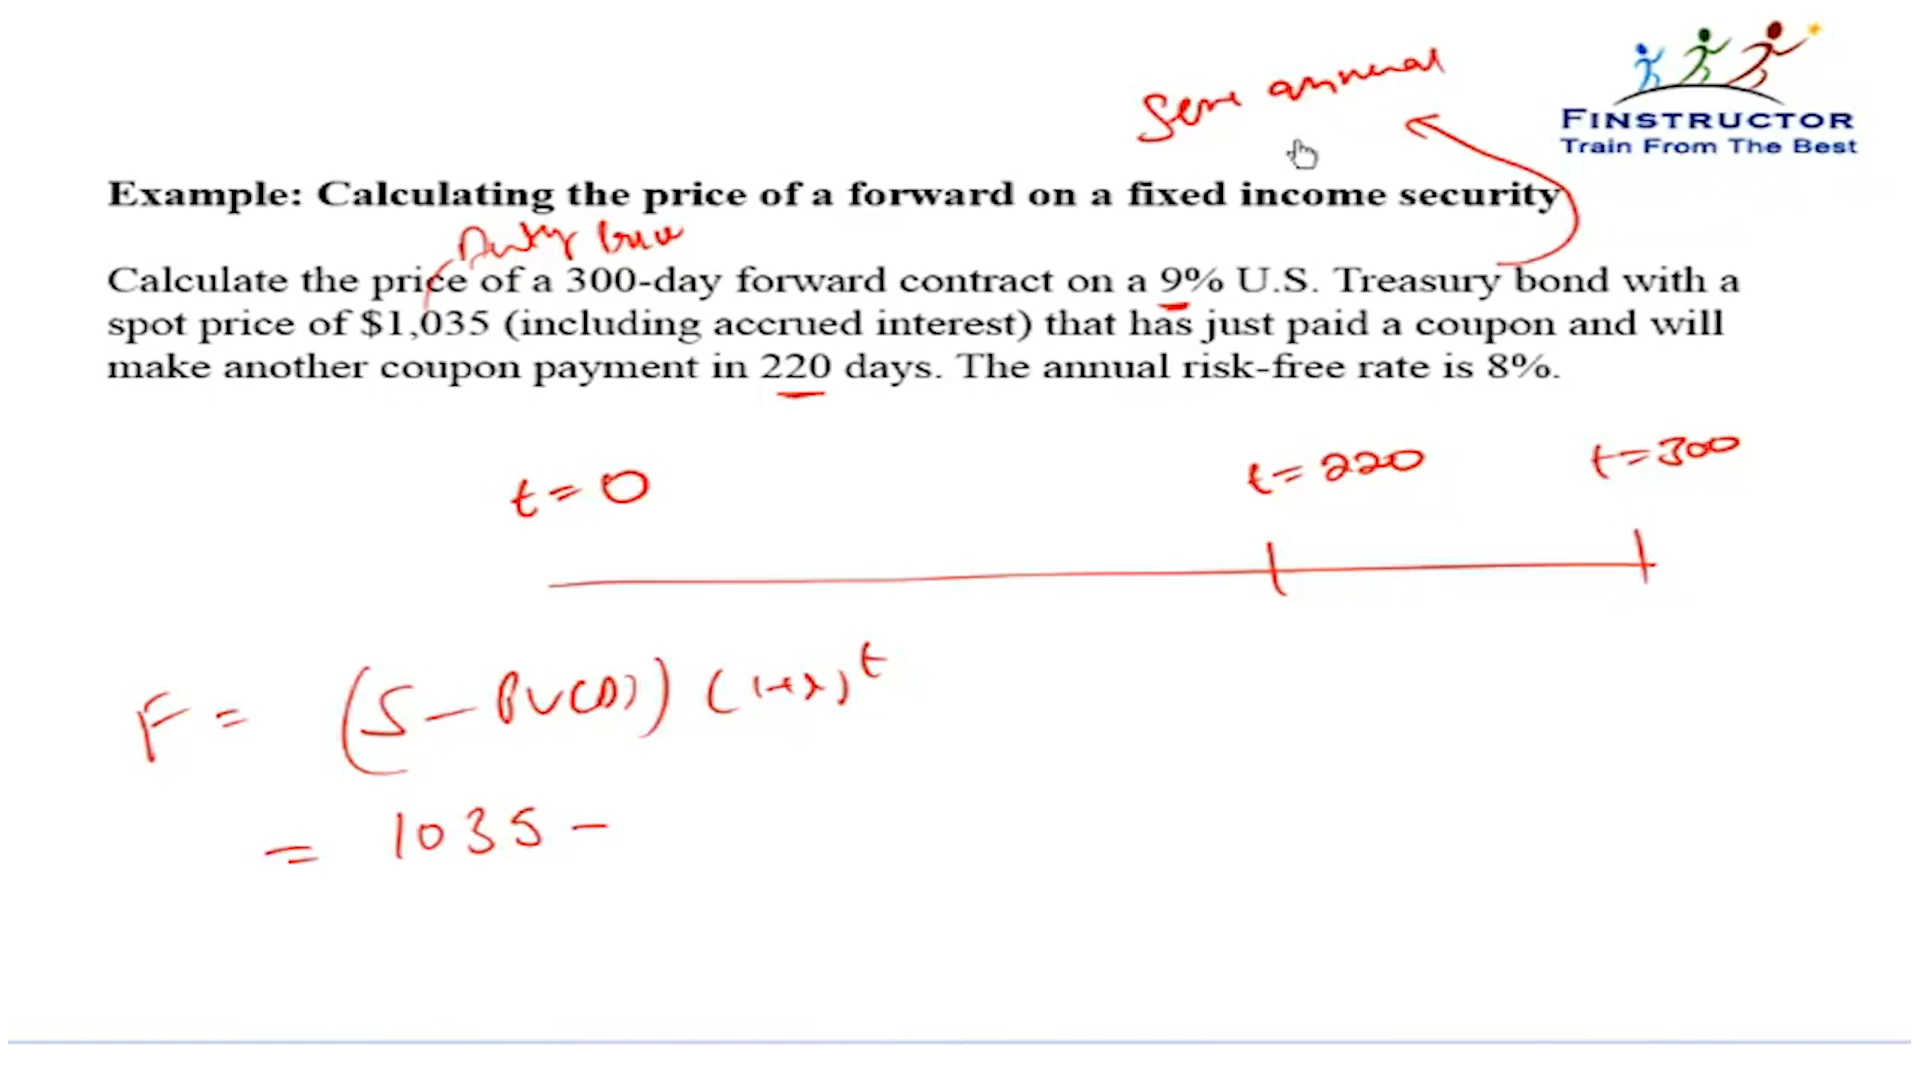 Semi annual
FINSTRUCTOR
Train From The Best
Example: Calculating the price of a forward on a fixed income security
Dirty Price
Calculate the price of a 300-day forward contract on a 9% U.S. Treasury bond with a
spot price of $1,035 (including accrued interest) that has just paid a coupon and will
make another coupon payment in 220 days. The annual risk-free rate is 8%.
t=0
t=220
t=300
F = (S - PV(D)) (1+r)^t
= 1035 -